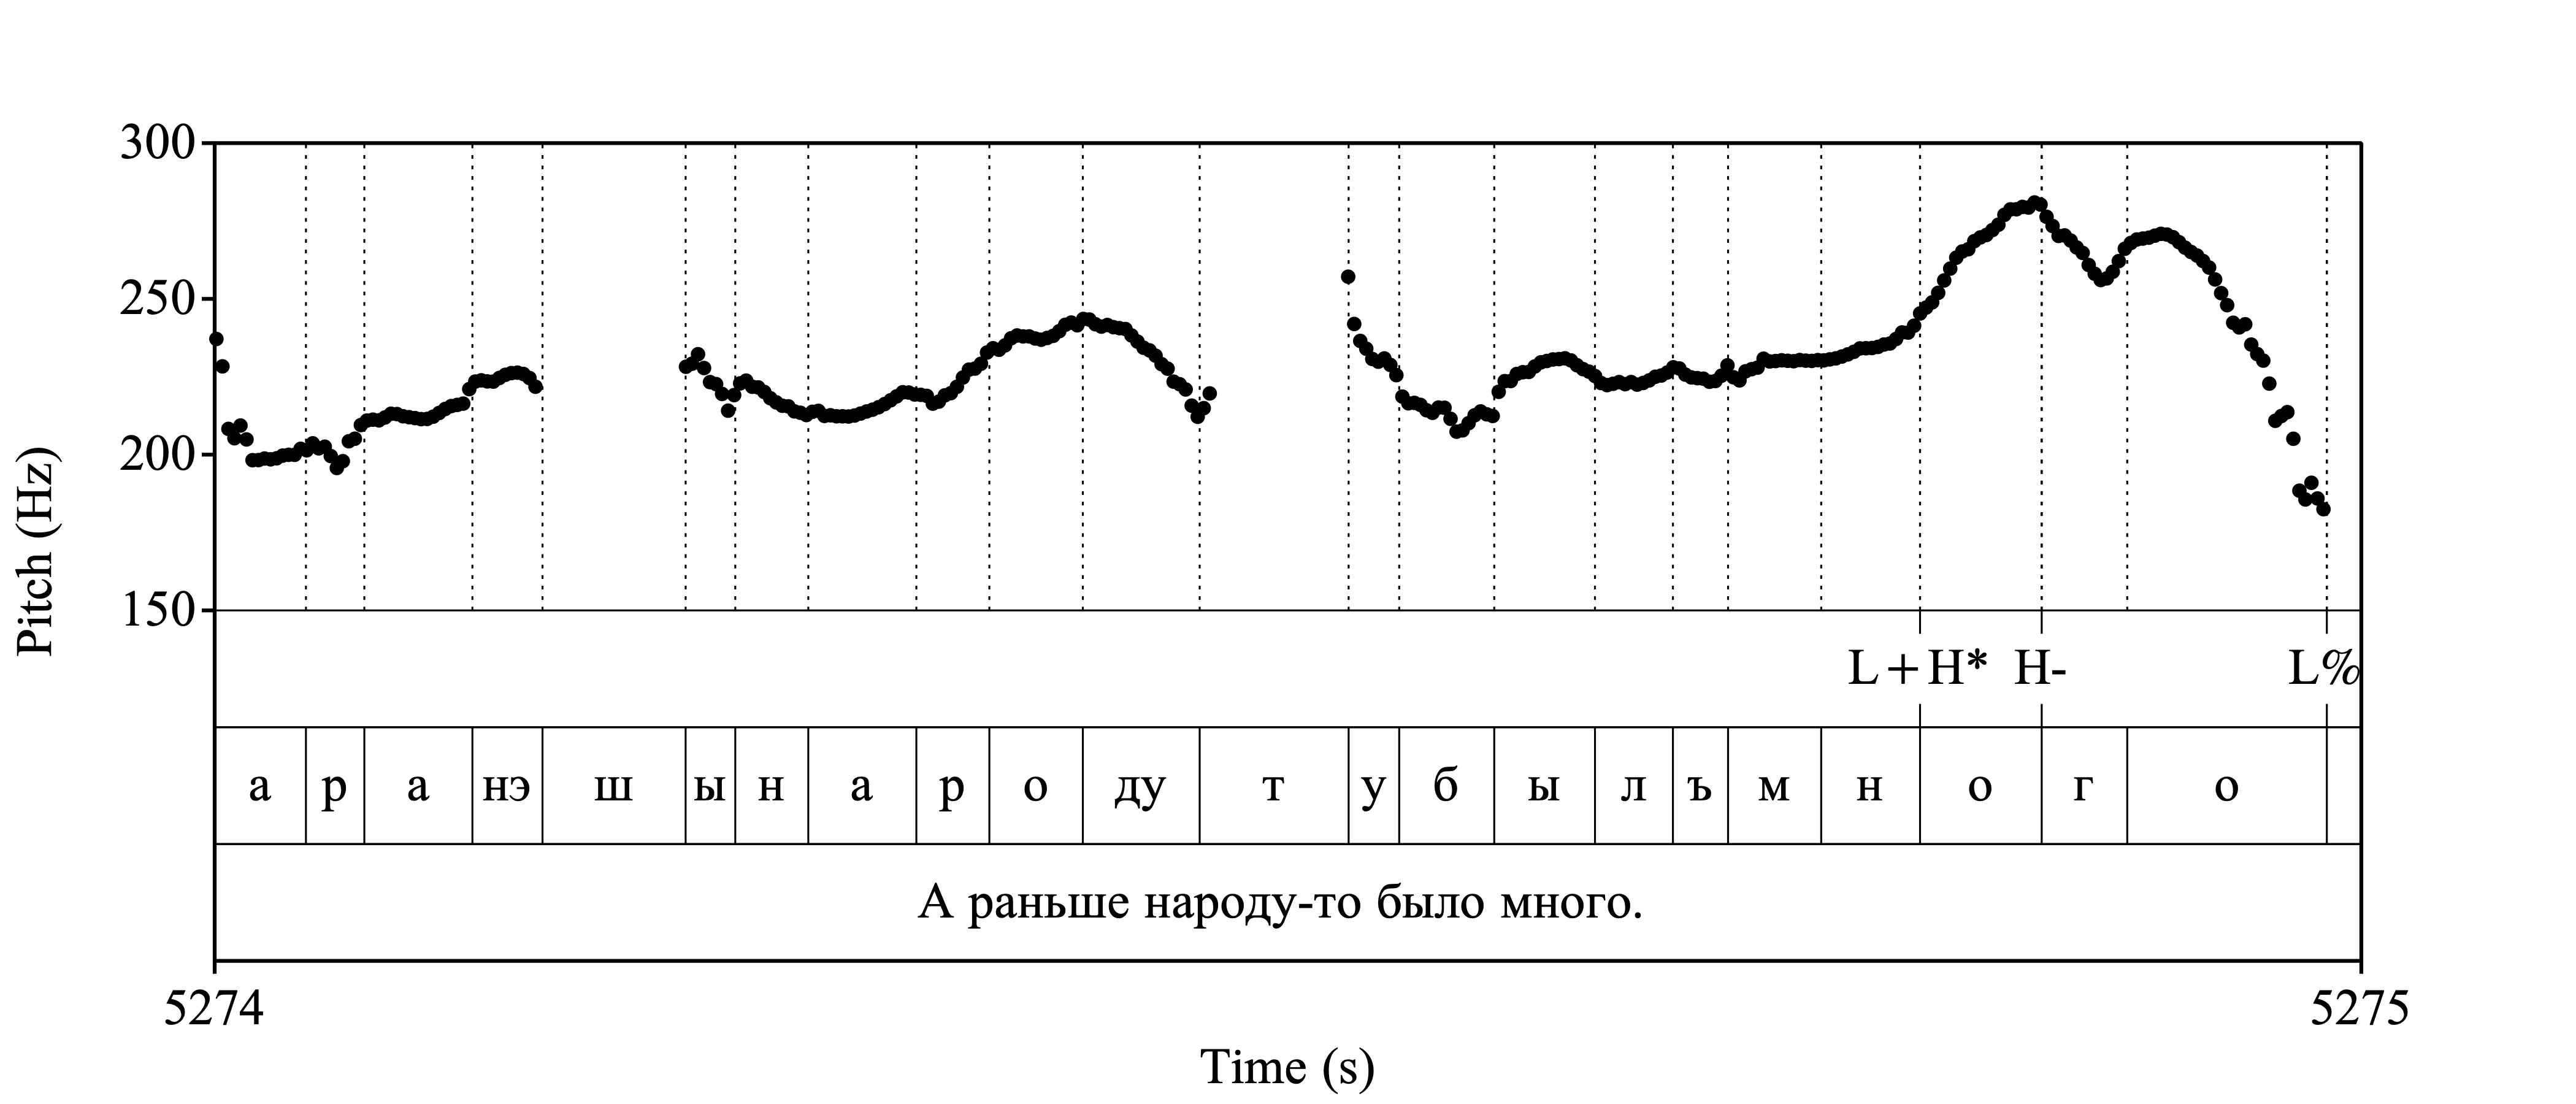 300
250
200
150
Pitch (Hz)
L+H* H- L%
а р а нэ ш ы н а р о ду т у б ы л ъ м н о г о
А раньше народу-то было много.
5274 5275
Time (s)